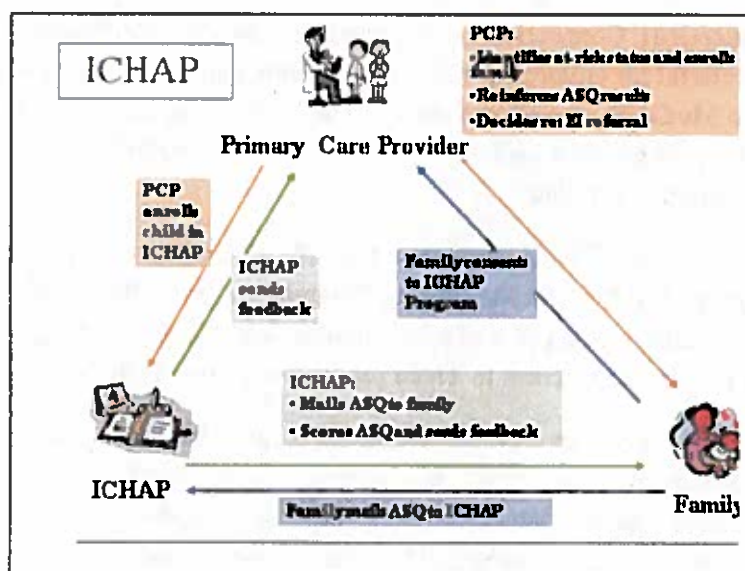 ICHAP
PCP:
• Identifies at-risk status and enrolls
family
• Reinforces ASQ results
• Decides re: EI referral
Primary Care Provider
PCP
enrolls
child in
ICHAP
ICHAP
sends
feedback
Family consents
to ICHAP
Program
ICHAP:
• Mails ASQ to family
• Scores ASQ and sends feedback
ICHAP
Family
Family mails ASQ to ICHAP